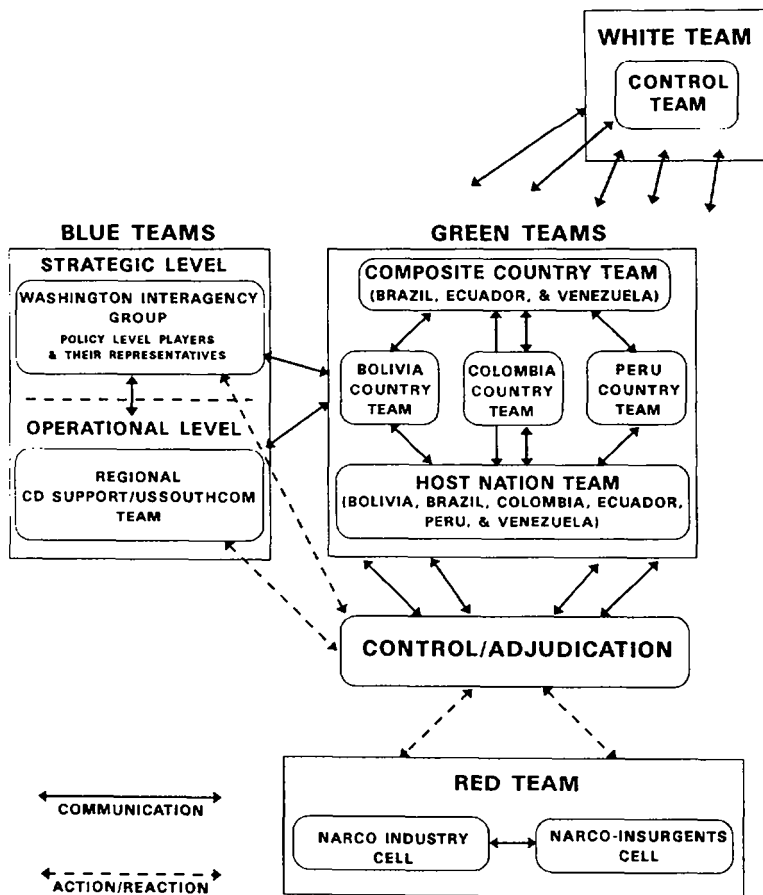 WHITE TEAM
CONTROL
TEAM
BLUE TEAMS
STRATEGIC LEVEL
WASHINGTON INTERAGENCY
GROUP
POLICY LEVEL PLAYERS
& THEIR REPRESENTATIVES
OPERATIONAL LEVEL
REGIONAL
CD SUPPORT/USSOUTHCOM
TEAM
GREEN TEAMS
COMPOSITE COUNTRY TEAM
(BRAZIL, ECUADOR, & VENEZUELA)
BOLIVIA
COUNTRY
TEAM
COLOMBIA
COUNTRY
TEAM
PERU
COUNTRY
TEAM
HOST NATION TEAM
(BOLIVIA, BRAZIL, COLOMBIA, ECUADOR,
PERU, & VENEZUELA)
CONTROL/ADJUDICATION
RED TEAM
NARCO INDUSTRY
CELL
NARCO-INSURGENTS
CELL
COMMUNICATION
ACTION/REACTION